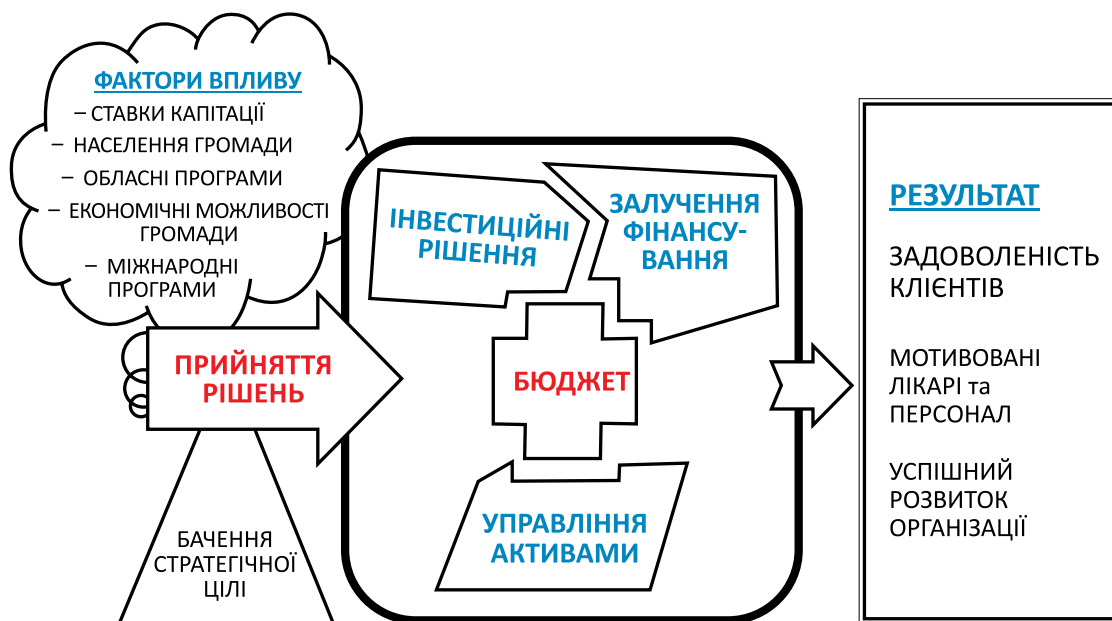 ФАКТОРИ ВПЛИВУ
– СТАВКИ КАПІТАЦІЇ
– НАСЕЛЕННЯ ГРОМАДИ
– ОБЛАСНІ ПРОГРАМИ
– ЕКОНОМІЧНІ МОЖЛИВОСТІ
ГРОМАДИ
– МІЖНАРОДНІ
ПРОГРАМИ
ПРИЙНЯТТЯ
РІШЕНЬ
БАЧЕННЯ
СТРАТЕГІЧНОЇ
ЦІЛІ
ІНВЕСТИЦІЙНІ
РІШЕННЯ
ЗАЛУЧЕННЯ
ФІНАНСУ-
ВАННЯ
БЮДЖЕТ
УПРАВЛІННЯ
АКТИВАМИ
РЕЗУЛЬТАТ
ЗАДОВОЛЕНІСТЬ
КЛІЄНТІВ
МОТИВОВАНІ
ЛІКАРІ та
ПЕРСОНАЛ
УСПІШНИЙ
РОЗВИТОК
ОРГАНІЗАЦІЇ